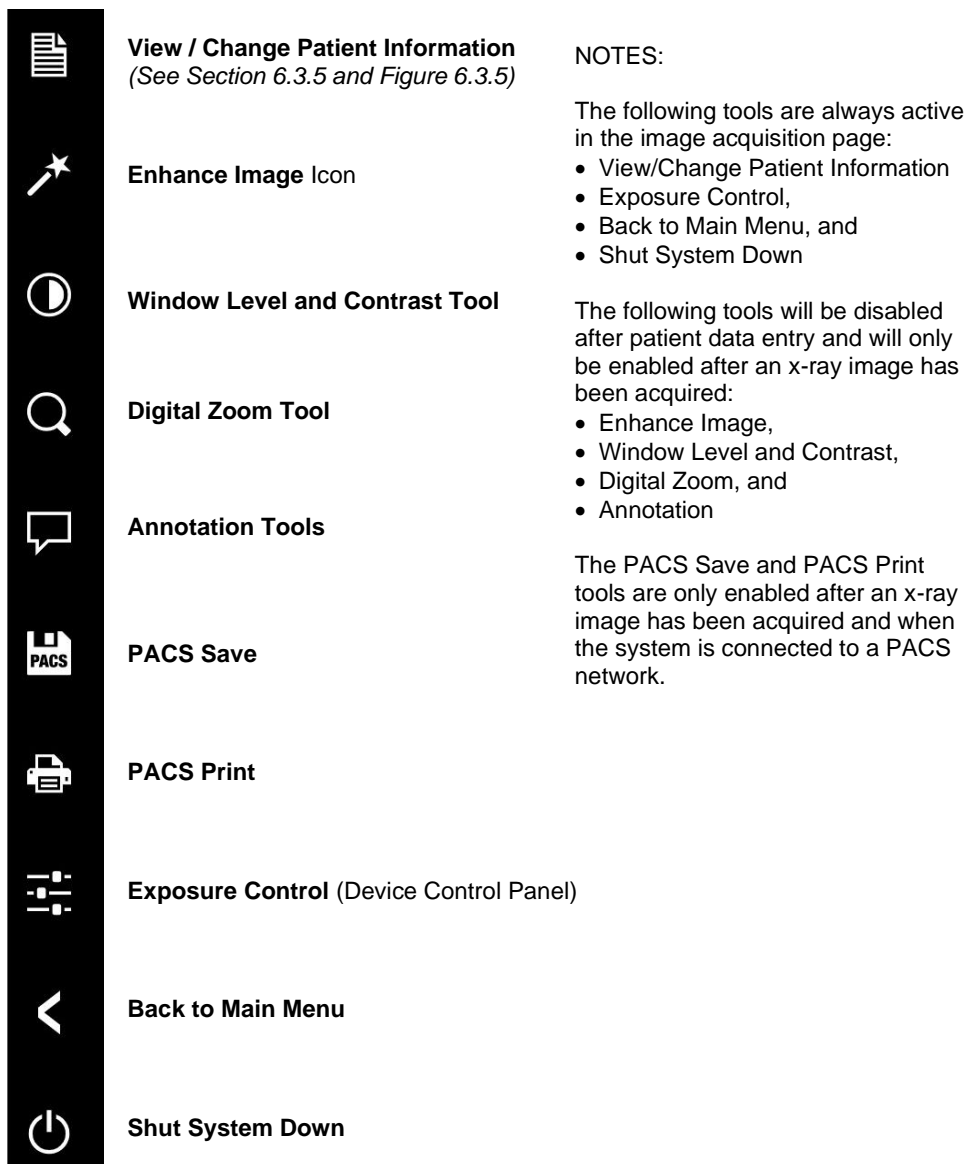 View / Change Patient Information
(See Section 6.3.5 and Figure 6.3.5)
Enhance Image Icon
Window Level and Contrast Tool
Digital Zoom Tool
Annotation Tools
PACS
PACS Save
PACS Print
Exposure Control (Device Control Panel)
Back to Main Menu
Shut System Down
NOTES:
The following tools are always active
in the image acquisition page:
• View/Change Patient Information
• Exposure Control,
• Back to Main Menu, and
• Shut System Down
The following tools will be disabled
after patient data entry and will only
be enabled after an x-ray image has
been acquired:
• Enhance Image,
• Window Level and Contrast,
• Digital Zoom, and
• Annotation
The PACS Save and PACS Print
tools are only enabled after an x-ray
image has been acquired and when
the system is connected to a PACS
network.